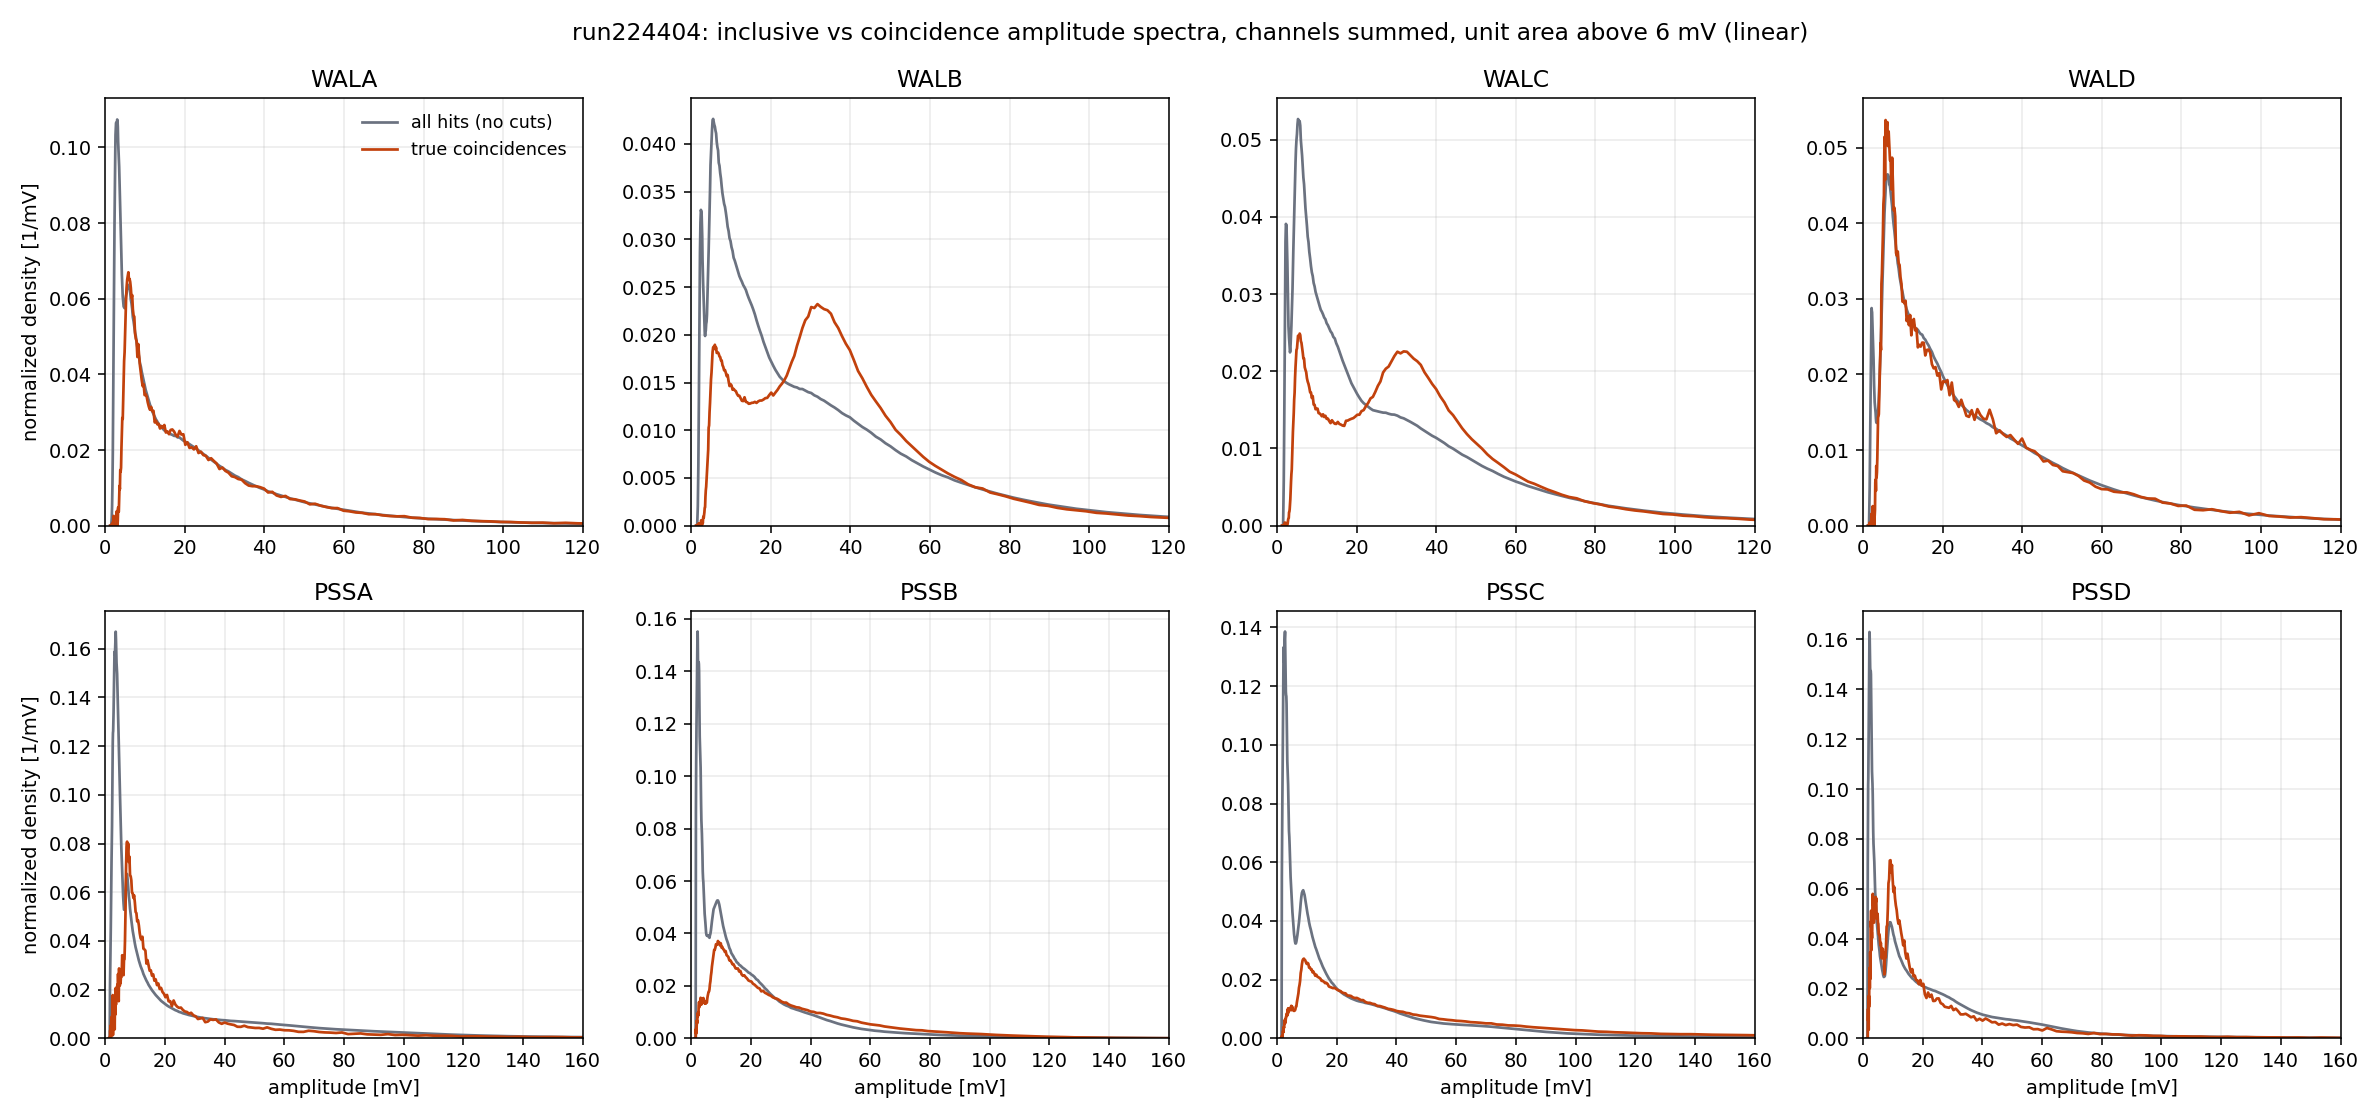 run224404: inclusive vs coincidence amplitude spectra, channels summed, unit area above 6 mV (linear)
WALA
WALB
WALC
WALD
all hits (no cuts)
true coincidences
normalized density [1/mV]
0.10
0.08
0.06
0.04
0.02
0.00
0 20 40 60 80 100 120
0.040
0.035
0.030
0.025
0.020
0.015
0.010
0.005
0.000
0 20 40 60 80 100 120
0.05
0.04
0.03
0.02
0.01
0.00
0 20 40 60 80 100 120
0.05
0.04
0.03
0.02
0.01
0.00
0 20 40 60 80 100 120
PSSA
PSSB
PSSC
PSSD
normalized density [1/mV]
0.16
0.14
0.12
0.10
0.08
0.06
0.04
0.02
0.00
0 20 40 60 80 100 120 140 160
amplitude [mV]
0.16
0.14
0.12
0.10
0.08
0.06
0.04
0.02
0.00
0 20 40 60 80 100 120 140 160
amplitude [mV]
0.14
0.12
0.10
0.08
0.06
0.04
0.02
0.00
0 20 40 60 80 100 120 140 160
amplitude [mV]
0.16
0.14
0.12
0.10
0.08
0.06
0.04
0.02
0.00
0 20 40 60 80 100 120 140 160
amplitude [mV]